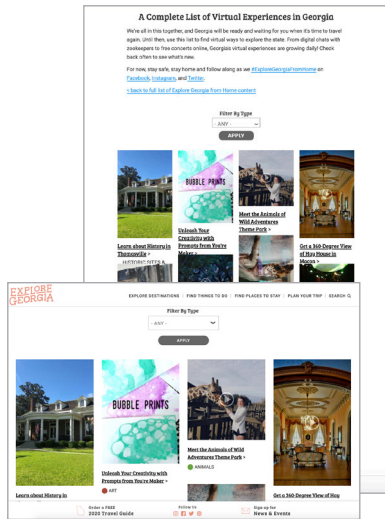 A Complete List of Virtual Experiences in Georgia
We're all in this together, and Georgia will be ready and waiting for you when it's time to travel
again. Until then, use this list to find virtual ways to explore the state. From digital chats with
zookeepers to free concerts online, Georgia's virtual experiences are growing daily! Check
back often to see what's new.
For now, stay safe, stay home and follow along as we #ExploreGeorgiaFromHome on
Facebook, Instagram, and Twitter.
< back to full list of Explore Georgia from Home content
Filter By Type
- ANY -
APPLY
BUBBLE PRINTS
Learn about History in
Thomasville >
HISTORIC SITES &
Unleash Your
Creativity with
Prompts from You're
Maker >
Meet the Animals of
Wild Adventures
Theme Park >
Get a 360-Degree View
of Hay House in
Macon >
EXPLORE
GEORGIA
EXPLORE DESTINATIONS | FIND THINGS TO DO | FIND PLACES TO STAY | PLAN YOUR TRIP | SEARCH
Filter By Type
- ANY -
APPLY
BUBBLE PRINTS
Learn about History in
Unleash Your Creativity with
Prompts from You're Maker >
ART
Meet the Animals of Wild
Adventures Theme Park >
ANIMALS
Get a 360-Degree View of Hay
Order a FREE
2020 Travel Guide
Follow Us
Sign up for
News & Events